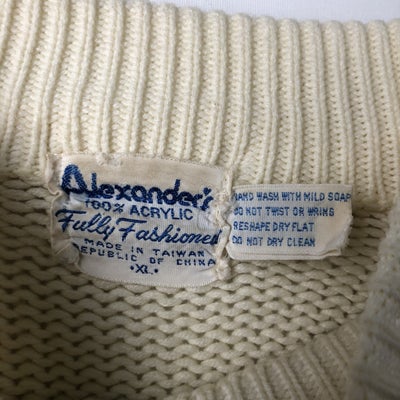 Alexander's
100% ACRYLIC
Fully Fashioned
MADE IN TAIWAN
REPUBLIC OF CHINA
•XL•
HAND WASH WITH MILD SOAP
DO NOT TWIST OR WRING
RESHAPE DRY FLAT
DO NOT DRY CLEAN